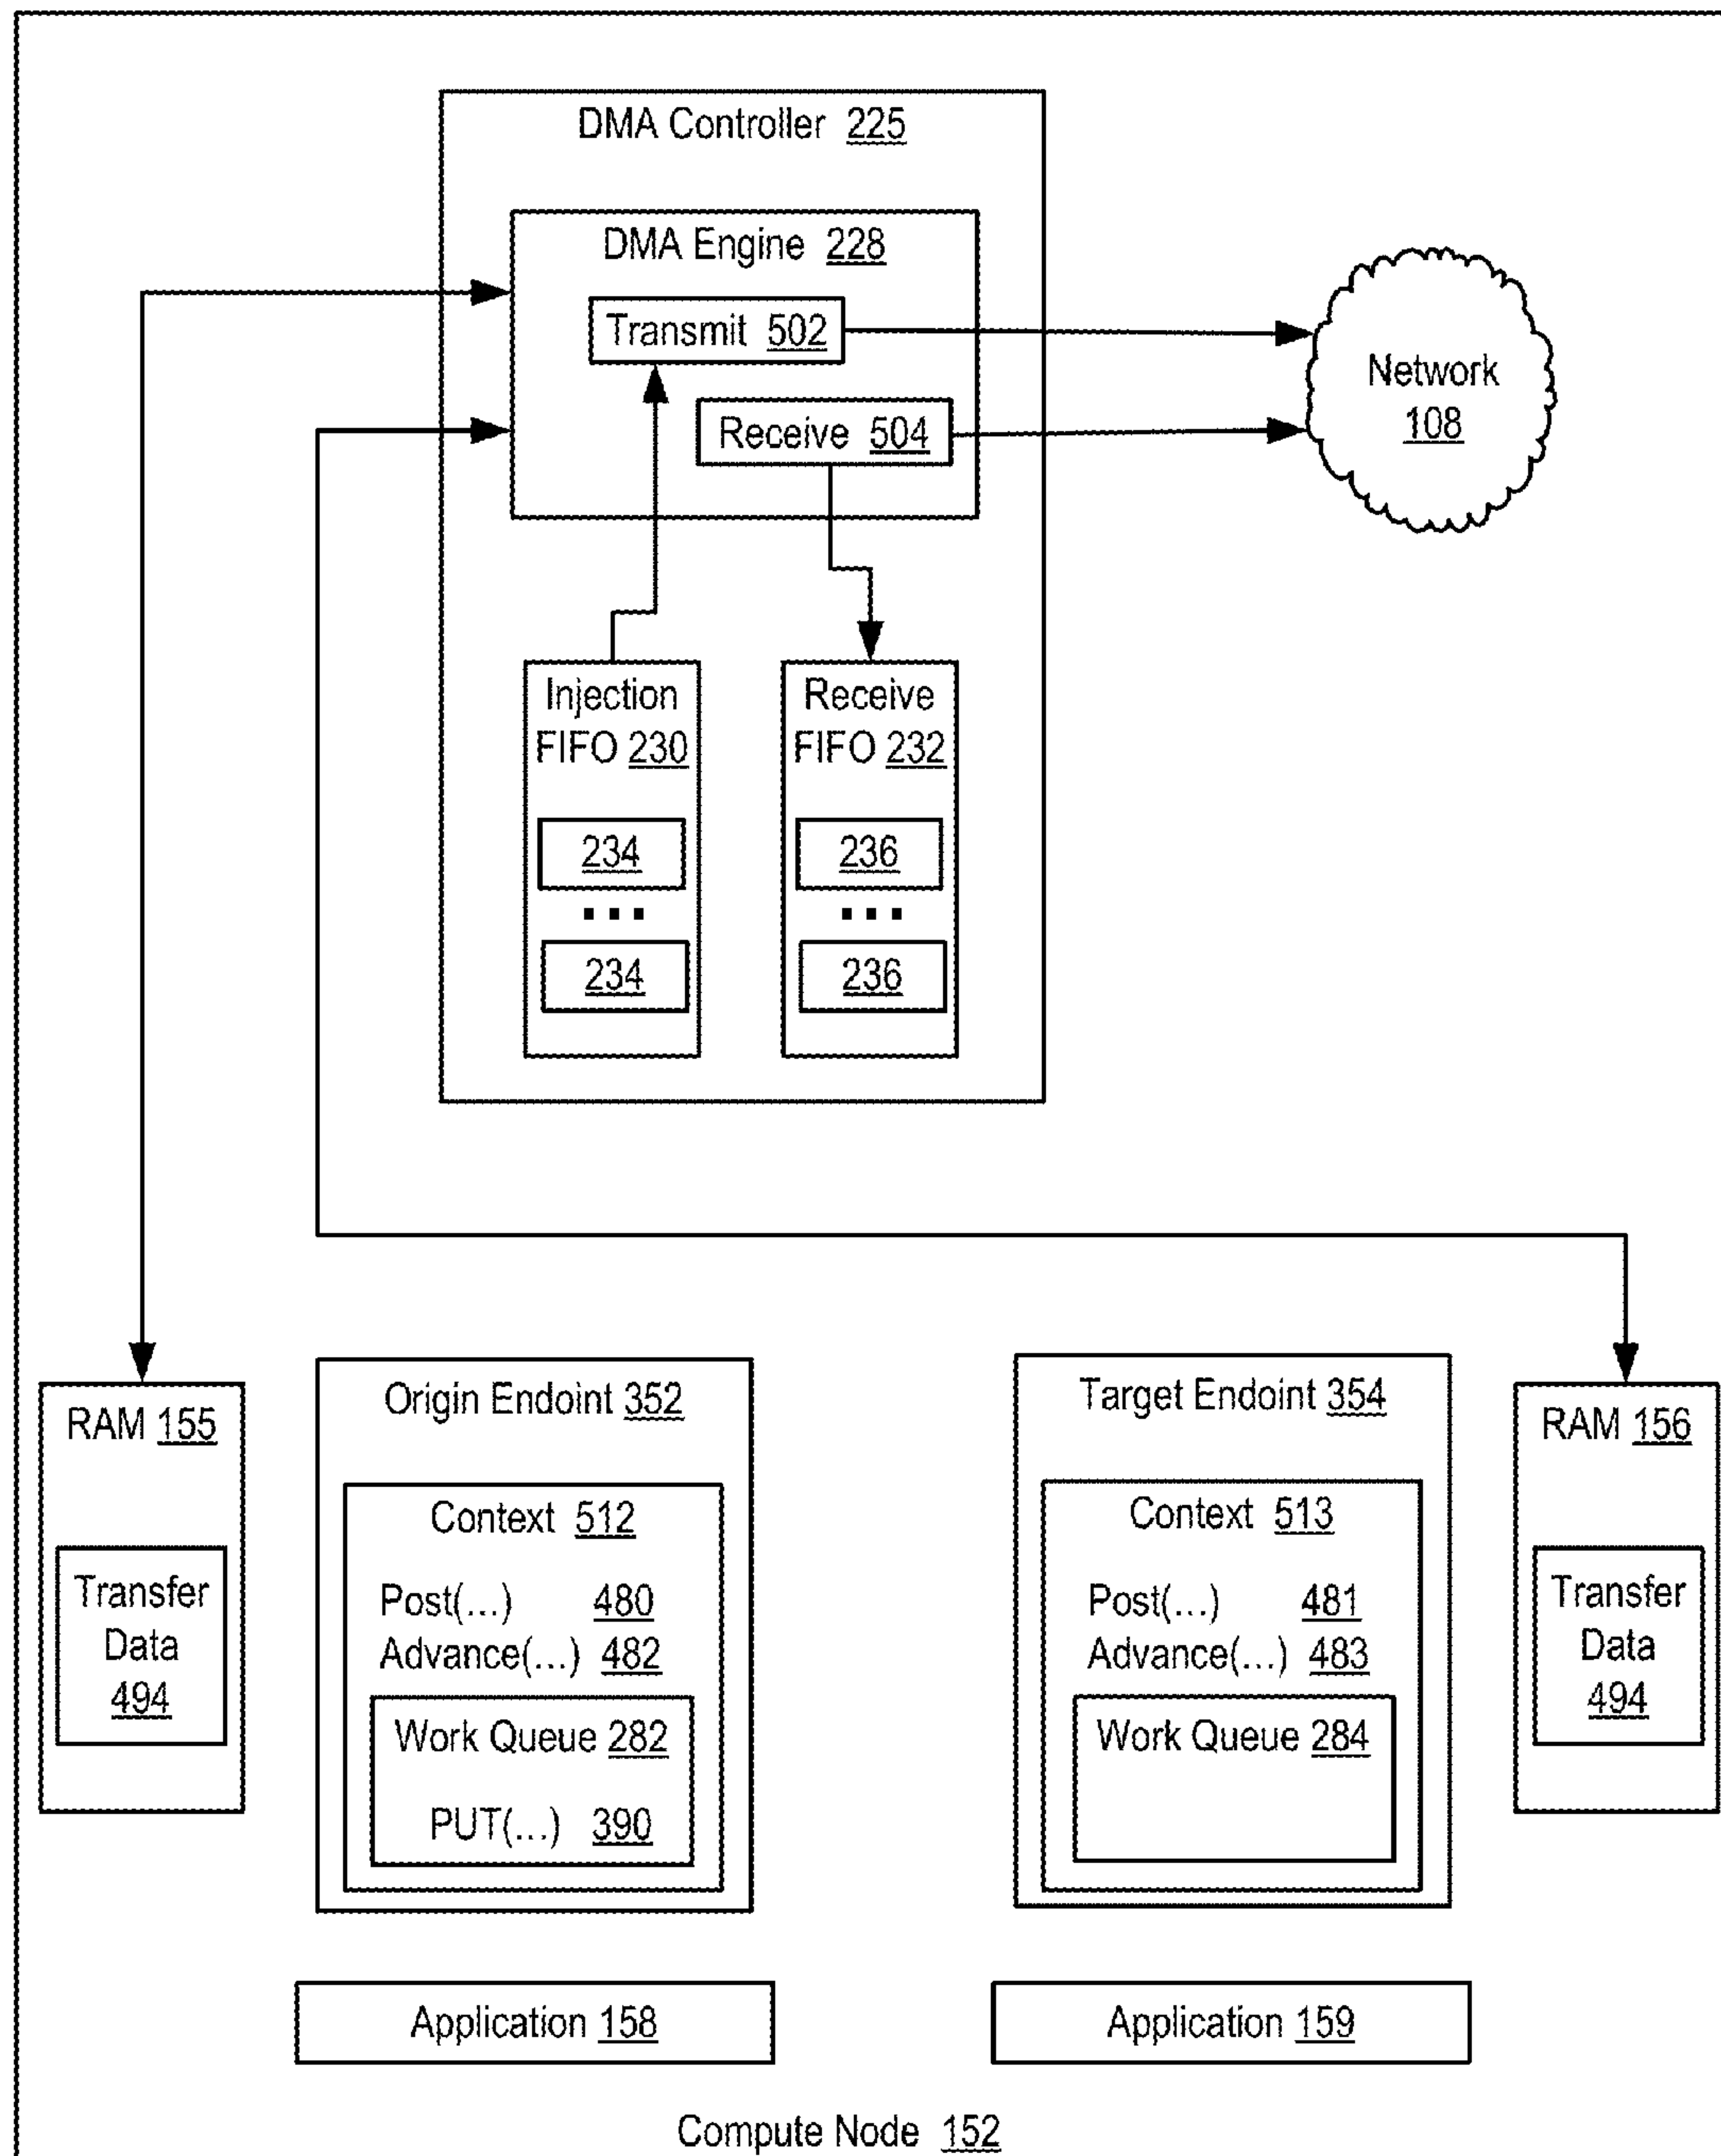 DMA Controller 225
DMA Engine 228
Transmit 502
Receive 504
Network
108
Injection
FIFO 230
234
...
234
Receive
FIFO 232
236
...
236
RAM 155
Transfer
Data
494
Origin Endoint 352
Context 512
Post(...) 480
Advance(...) 482
Work Queue 282
PUT(...) 390
Target Endoint 354
Context 513
Post(...) 481
Advance(...) 483
Work Queue 284
RAM 156
Transfer
Data
494
Application 158
Application 159
Compute Node 152